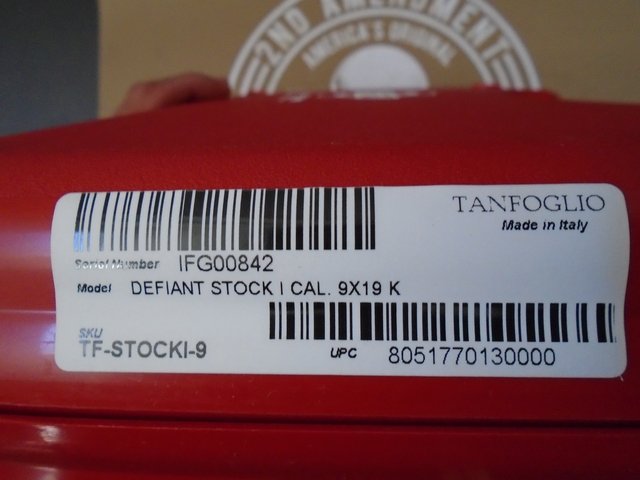 2ND AMENDMENT
AMERICA'S ORIGINAL
TANFOGLIO
Made in Italy
Serial Number IFG00842
Model DEFIANT STOCK I CAL. 9X19 K
SKU
TF-STOCKI-9
UPC 8051770130000